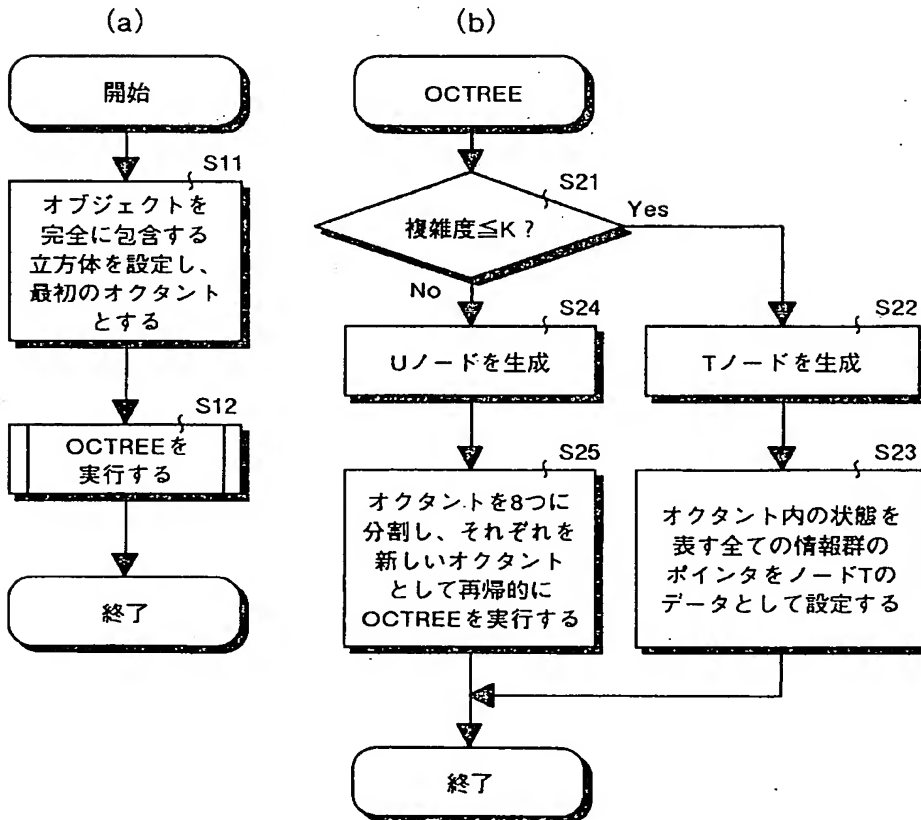 (a)
開始
S11
オブジェクトを
完全に包含する
立方体を設定し、
最初のオクタント
とする
S12
OCTREEを
実行する
終了
(b)
OCTREE
S21
複雑度≦K？
Yes
No
S24
Uノードを生成
S22
Tノードを生成
S25
オクタントを8つに
分割し、それぞれを
新しいオクタント
として再帰的に
OCTREEを実行する
S23
オクタント内の状態を
表す全ての情報群の
ポインタをノードTの
データとして設定する
終了